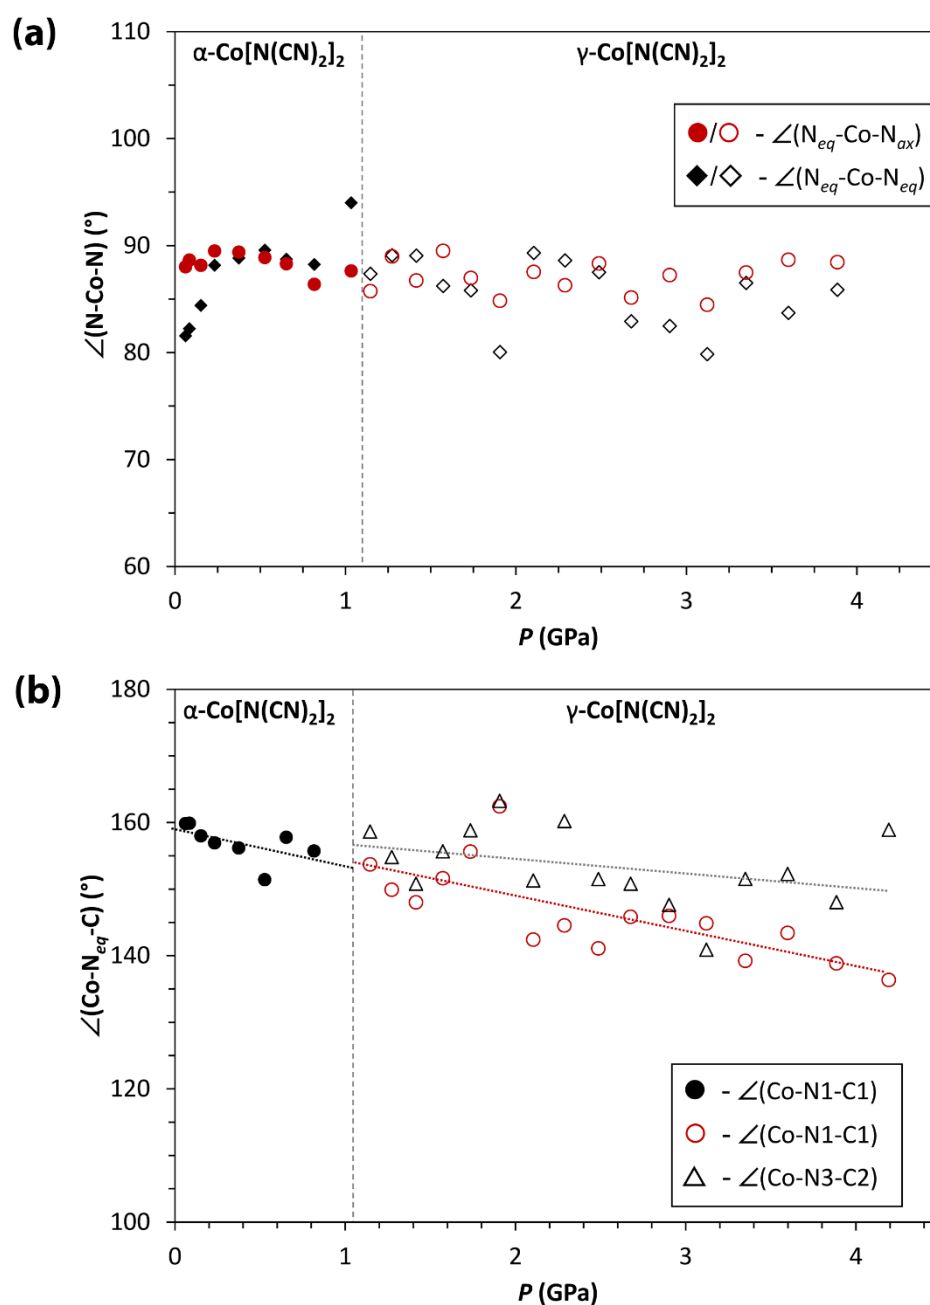 (a)
α-Co[N(CN)₂]₂
γ-Co[N(CN)₂]₂
110
100
90
80
70
60
∠(N-Co-N) (°)
●/○ - ∠(Neq-Co-Nax)
◆/◇ - ∠(Neq-Co-Neq)
0 1 2 3 4
P (GPa)
(b)
α-Co[N(CN)₂]₂
γ-Co[N(CN)₂]₂
180
160
140
120
100
∠(Co-Neq-C) (°)
● - ∠(Co-N1-C1)
○ - ∠(Co-N1-C1)
△ - ∠(Co-N3-C2)
0 1 2 3 4
P (GPa)